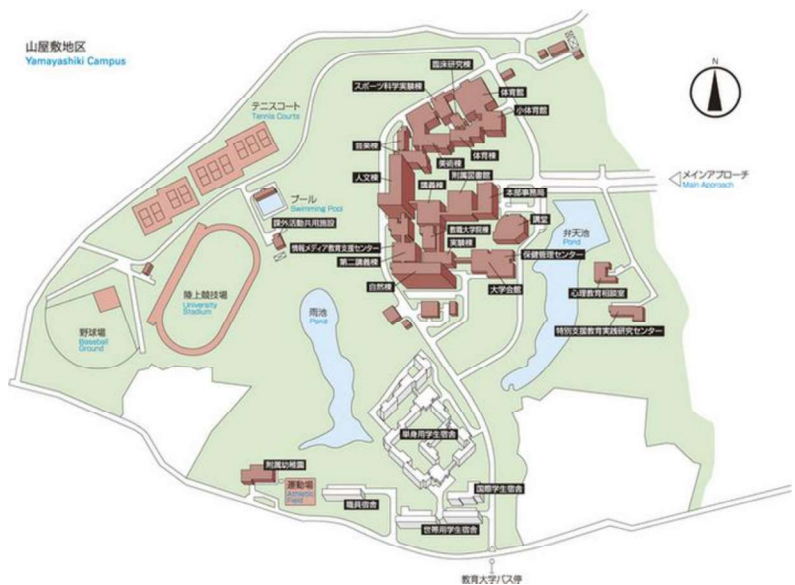 山屋敷地区
Yamayashiki Campus
N
臨床研究棟
スポーツ科学実験棟
体育館
小体育館
テニスコート
Tennis Courts
音楽棟
美術棟
体育棟
メインアプローチ
Main Aproach
人文棟
講義棟
附属図書館
本部事務局
プール
Swimming Pool
課外活動共用施設
教職大学院棟
講堂
弁天池
Pond
情報メディア教育支援センター
実験棟
第二講義棟
保健管理センター
自然棟
大学会館
心理教育相談室
陸上競技場
University
Stadium
雨池
Pond
特別支援教育実践研究センター
野球場
Baseball
Ground
単身用学生宿舎
附属幼稚園
運動場
Athletic
Field
職員宿舎
国際学生宿舎
世帯用学生宿舎
教育大学バス停